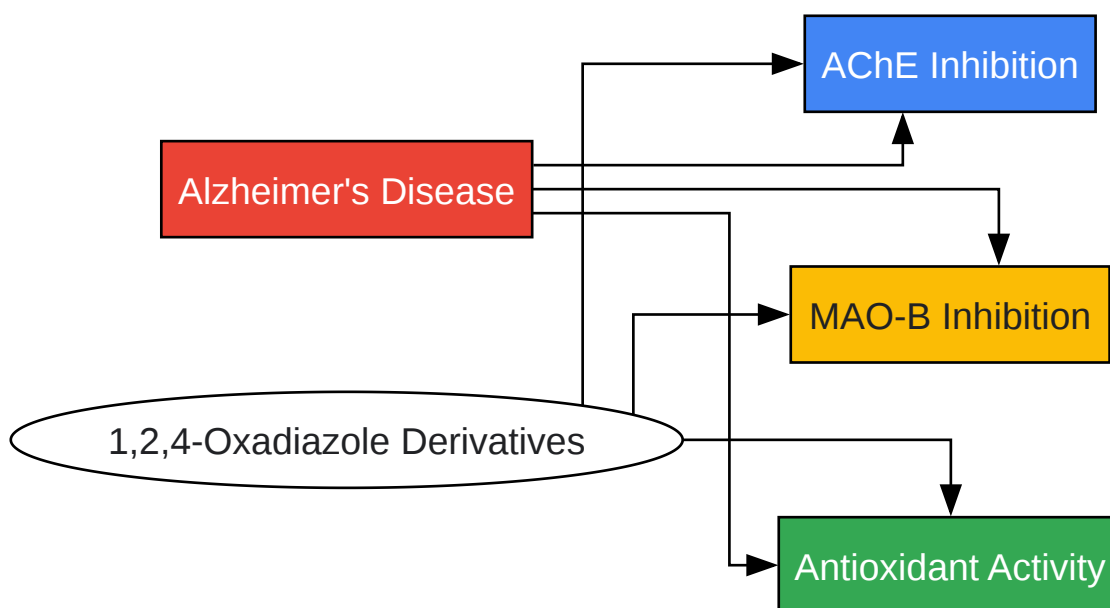 AChE Inhibition
Alzheimer's Disease
MAO-B Inhibition
1,2,4-Oxadiazole Derivatives
Antioxidant Activity